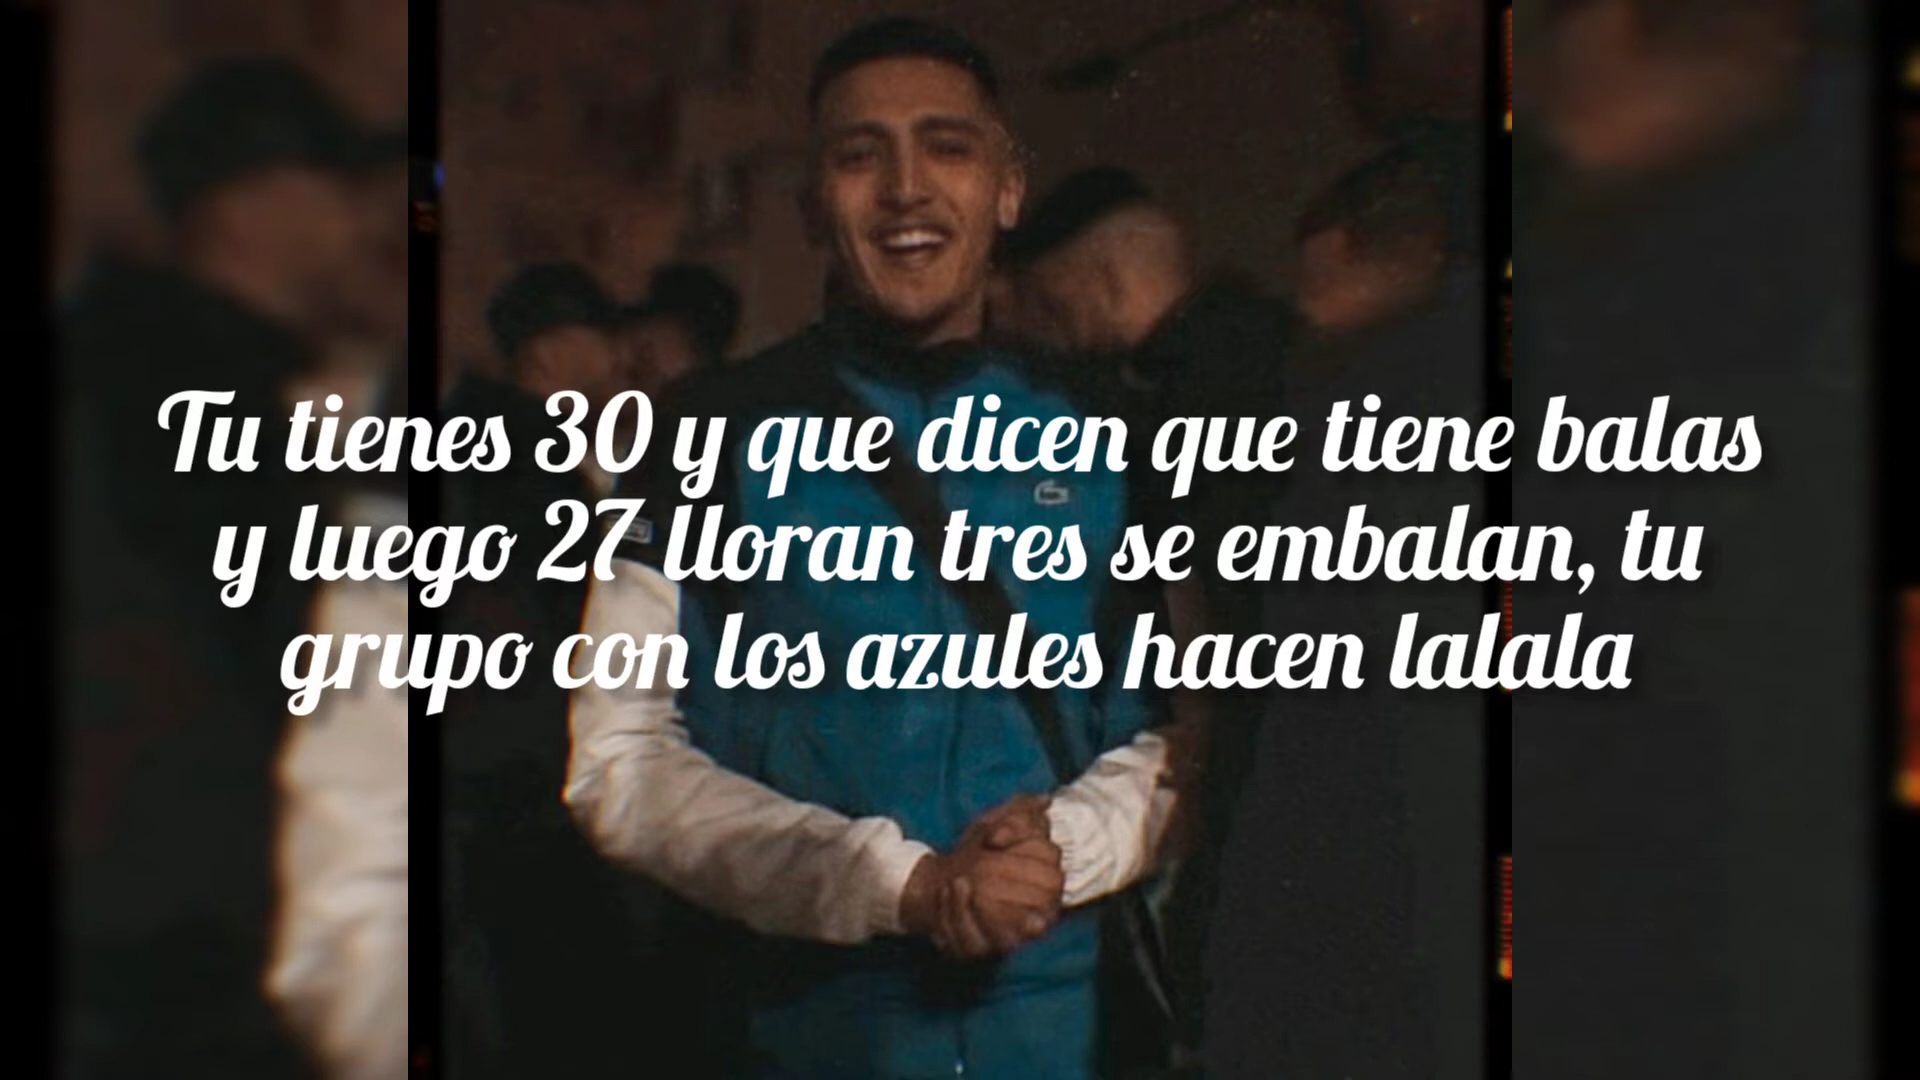 Tu tienes 30 y que dicen que tiene balas
y luego 27 lloran tres se embalan, tu
grupo con los azules hacen lalala